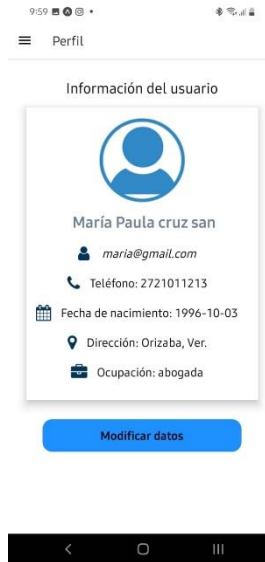 9:59
Perfil
Información del usuario
María Paula cruz san
maria@gmail.com
Teléfono: 2721011213
Fecha de nacimiento: 1996-10-03
Dirección: Orizaba, Ver.
Ocupación: abogada
Modificar datos